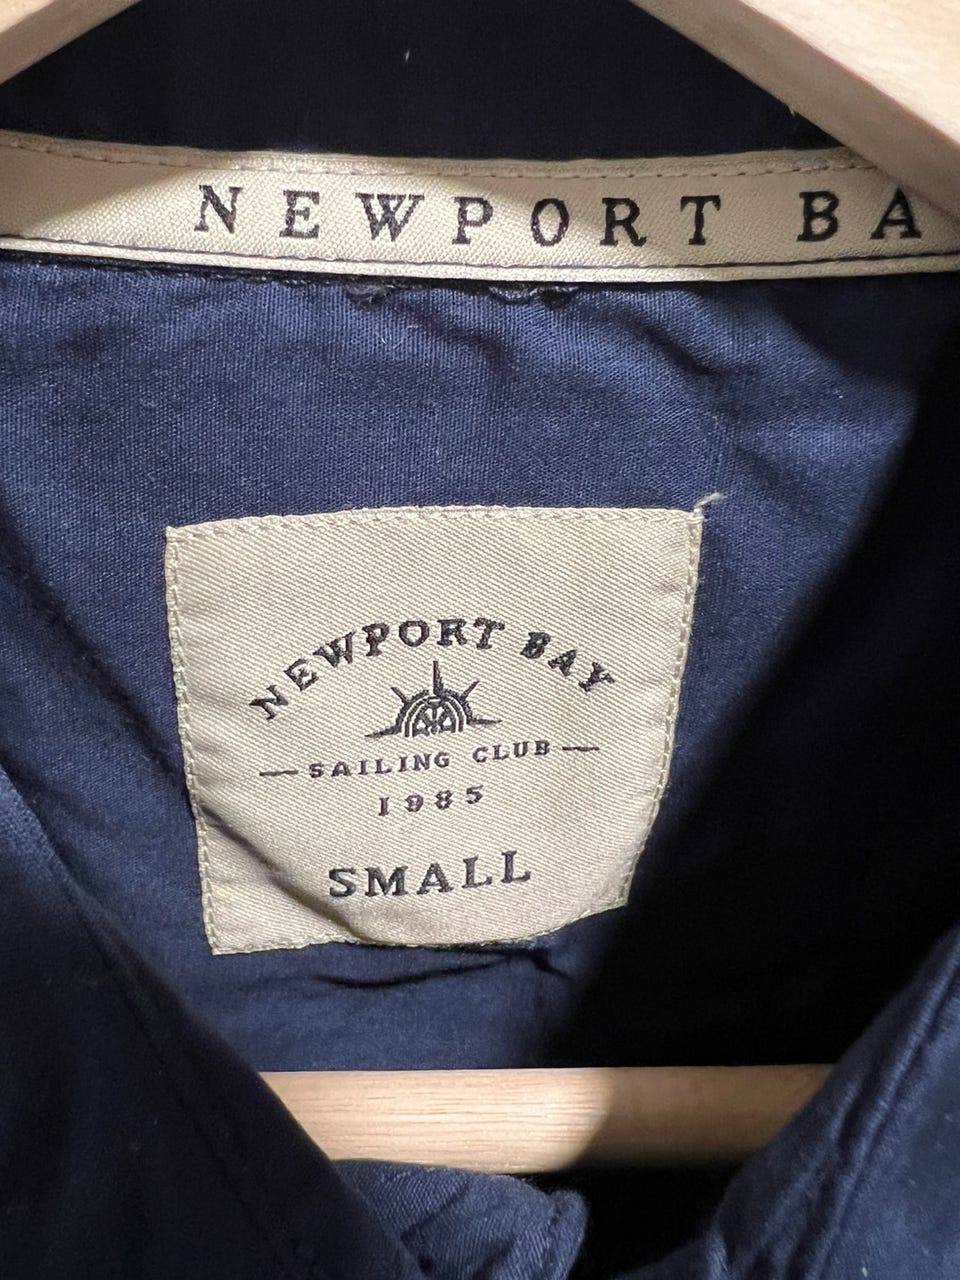 NEWPORT BA
NEWPORT BAY
SAILING CLUB
1985
SMALL